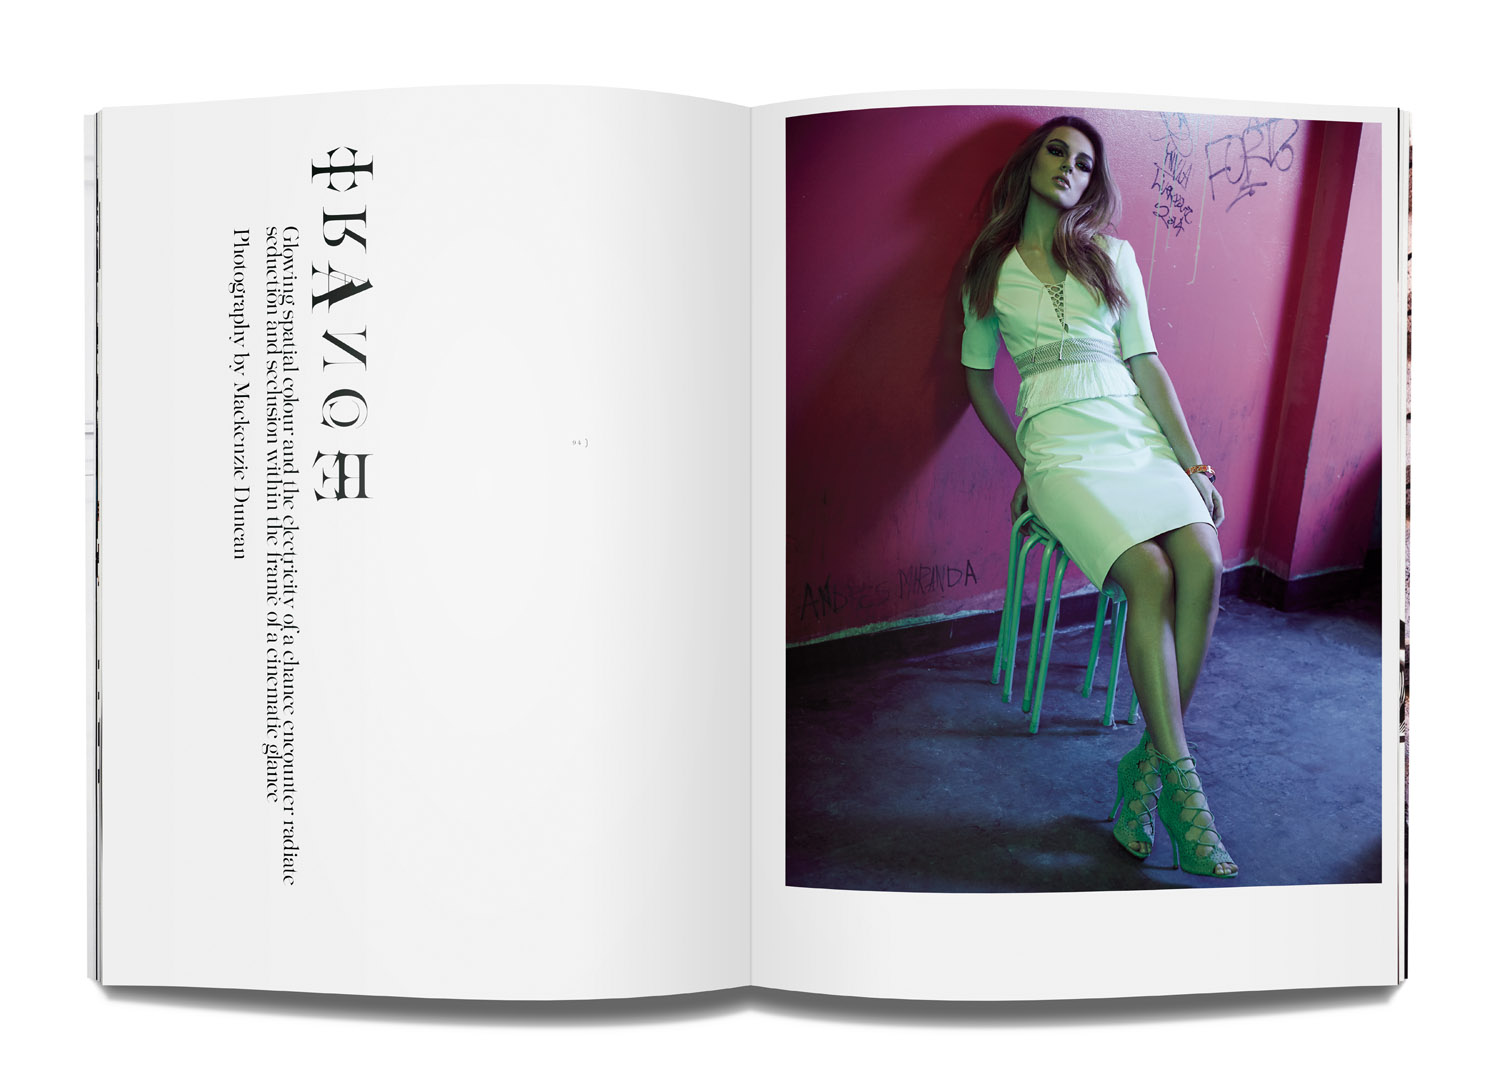 Glowing spatial colour and the electricity of a chance encounter radiate
seduction and seclusion within the frame of a cinematic glance
Photography by Mackenzie Duncan